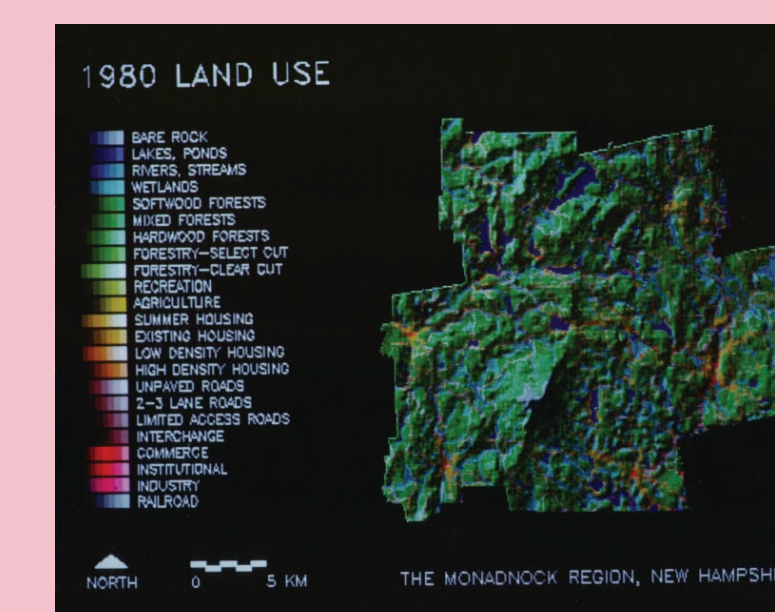 1980 LAND USE
BARE ROCK
LAKES, PONDS
RIVERS, STREAMS
WETLANDS
SOFTWOOD FORESTS
MIXED FORESTS
HARDWOOD FORESTS
FORESTRY-SELECT CUT
FORESTRY-CLEAR CUT
RECREATION
AGRICULTURE
SUMMER HOUSING
EXISTING HOUSING
LOW DENSITY HOUSING
HIGH DENSITY HOUSING
UNPAVED ROADS
2-3 LANE ROADS
LIMITED ACCESS ROADS
INTERCHANGE
COMMERCE
INSTITUTIONAL
INDUSTRY
RAILROAD
NORTH
0 5 KM
THE MONADNOCK REGION, NEW HAMPSHI